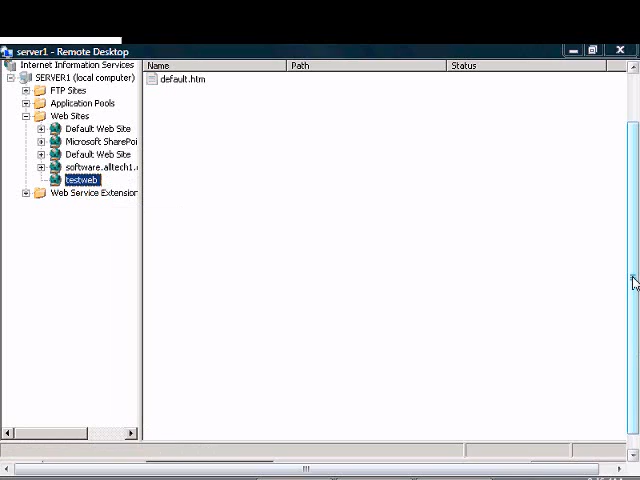 server1 - Remote Desktop
Internet Information Services
Name Path Status
SERVER1 (local computer)
default.htm
FTP Sites
Application Pools
Web Sites
Default Web Site
Microsoft SharePoi
Default Web Site
software.alltech1.
testweb
Web Service Extension